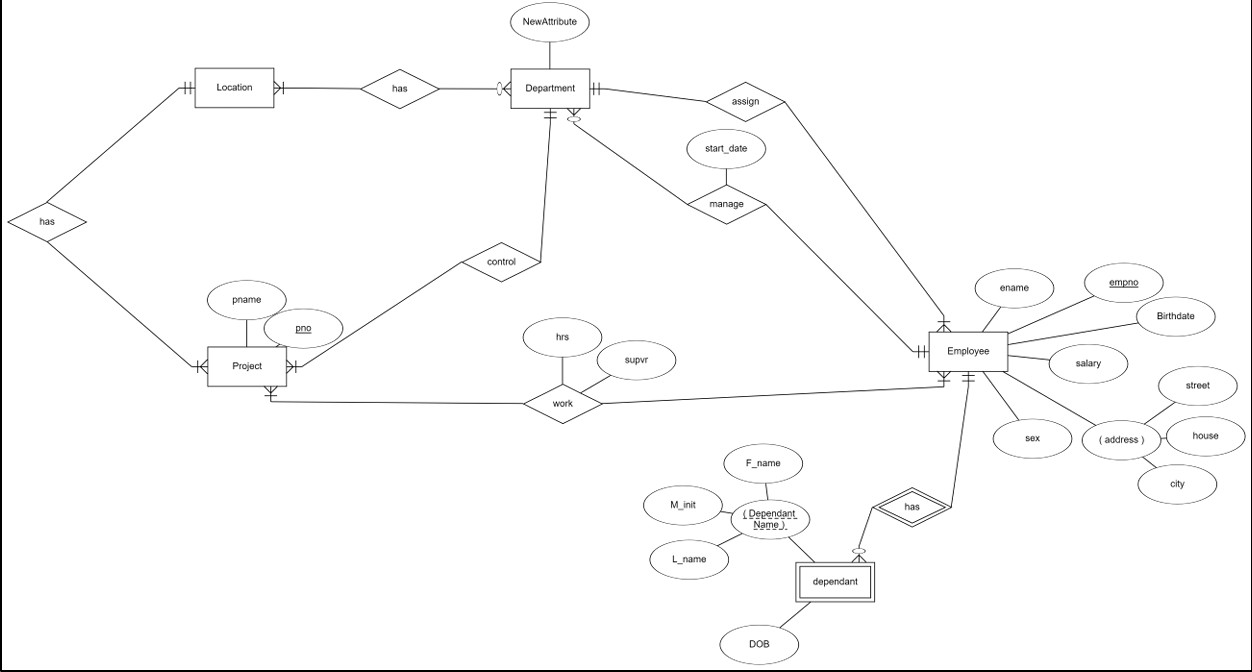 NewAttribute
Location
has
Department
assign
start_date
manage
has
control
pname
pno
Project
hrs
supvr
work
ename
empno
Birthdate
Employee
salary
street
sex
( address )
house
city
F_name
M_init
( Dependant
Name )
L_name
has
dependant
DOB